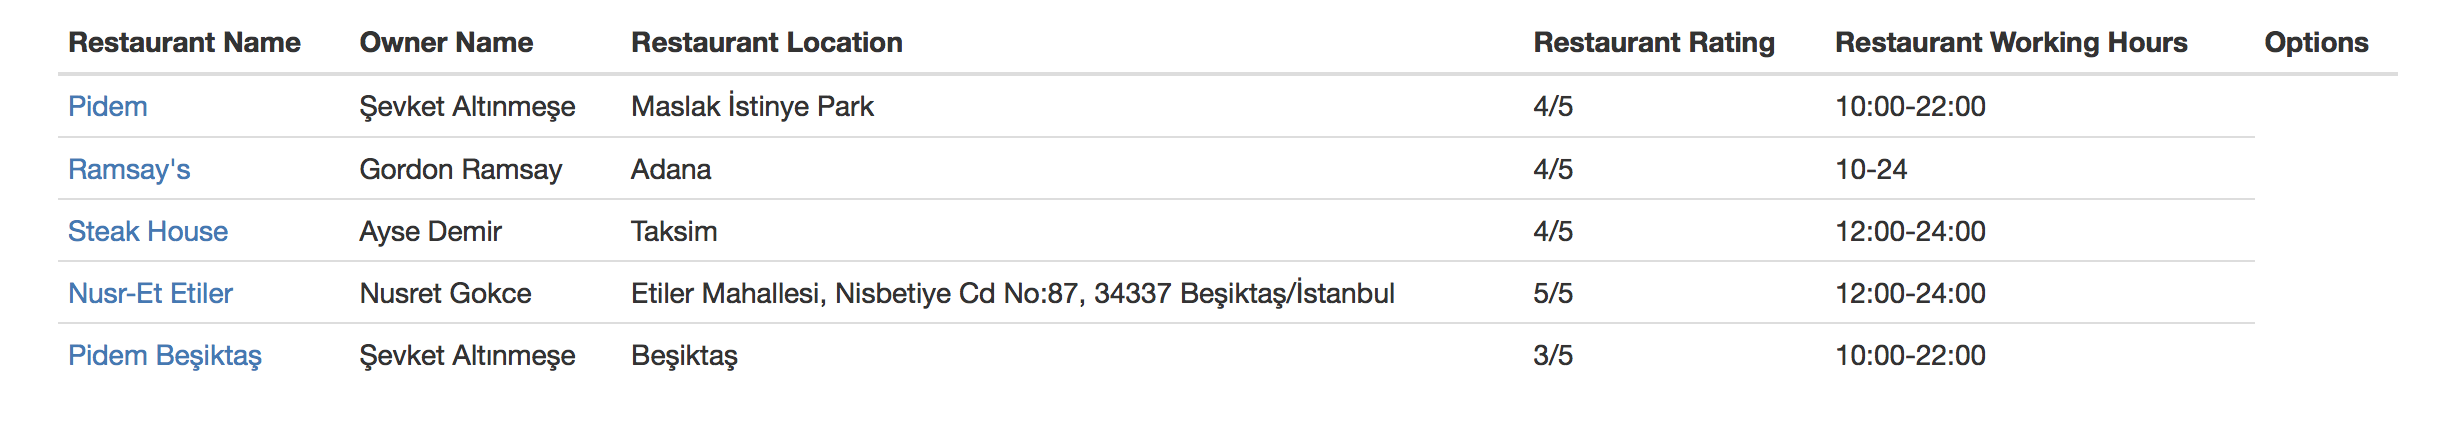 Restaurant Name Owner Name Restaurant Location Restaurant Rating Restaurant Working Hours Options
Pidem Şevket Altınmeşe Maslak İstinye Park 4/5 10:00-22:00
Ramsay's Gordon Ramsay Adana 4/5 10-24
Steak House Ayse Demir Taksim 4/5 12:00-24:00
Nusr-Et Etiler Nusret Gokce Etiler Mahallesi, Nisbetiye Cd No:87, 34337 Beşiktaş/İstanbul 5/5 12:00-24:00
Pidem Beşiktaş Şevket Altınmeşe Beşiktaş 3/5 10:00-22:00